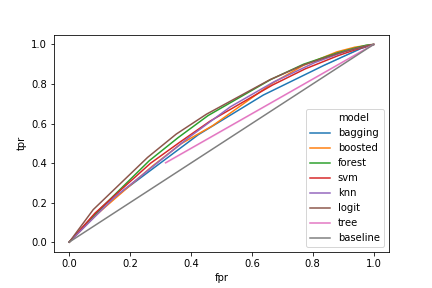 1.0
0.8
0.6
0.4
0.2
0.0
tpr
0.0 0.2 0.4 0.6 0.8 1.0
fpr
model
bagging
boosted
forest
svm
knn
logit
tree
baseline